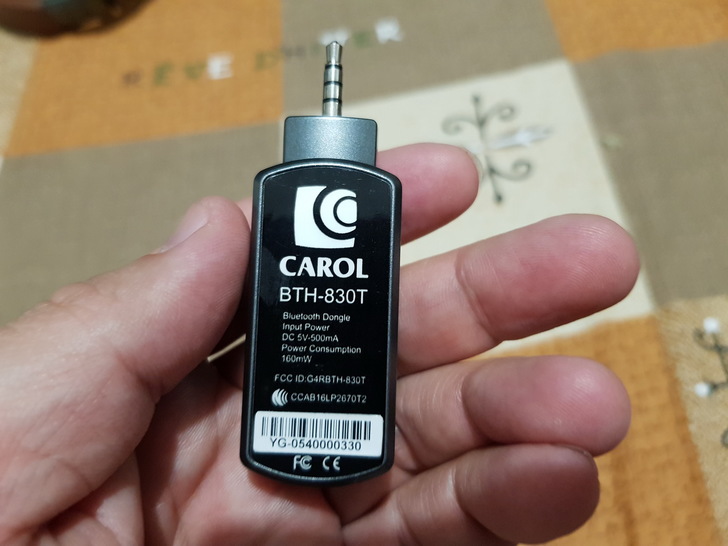 CAROL
BTH-830T
Bluetooth Dongle
Input Power
DC 5V-500mA
Power Consumption
160mW
FCC ID:G4RBTH-830T
CCAB16LP2670T2
YG-0540000330
FC CE